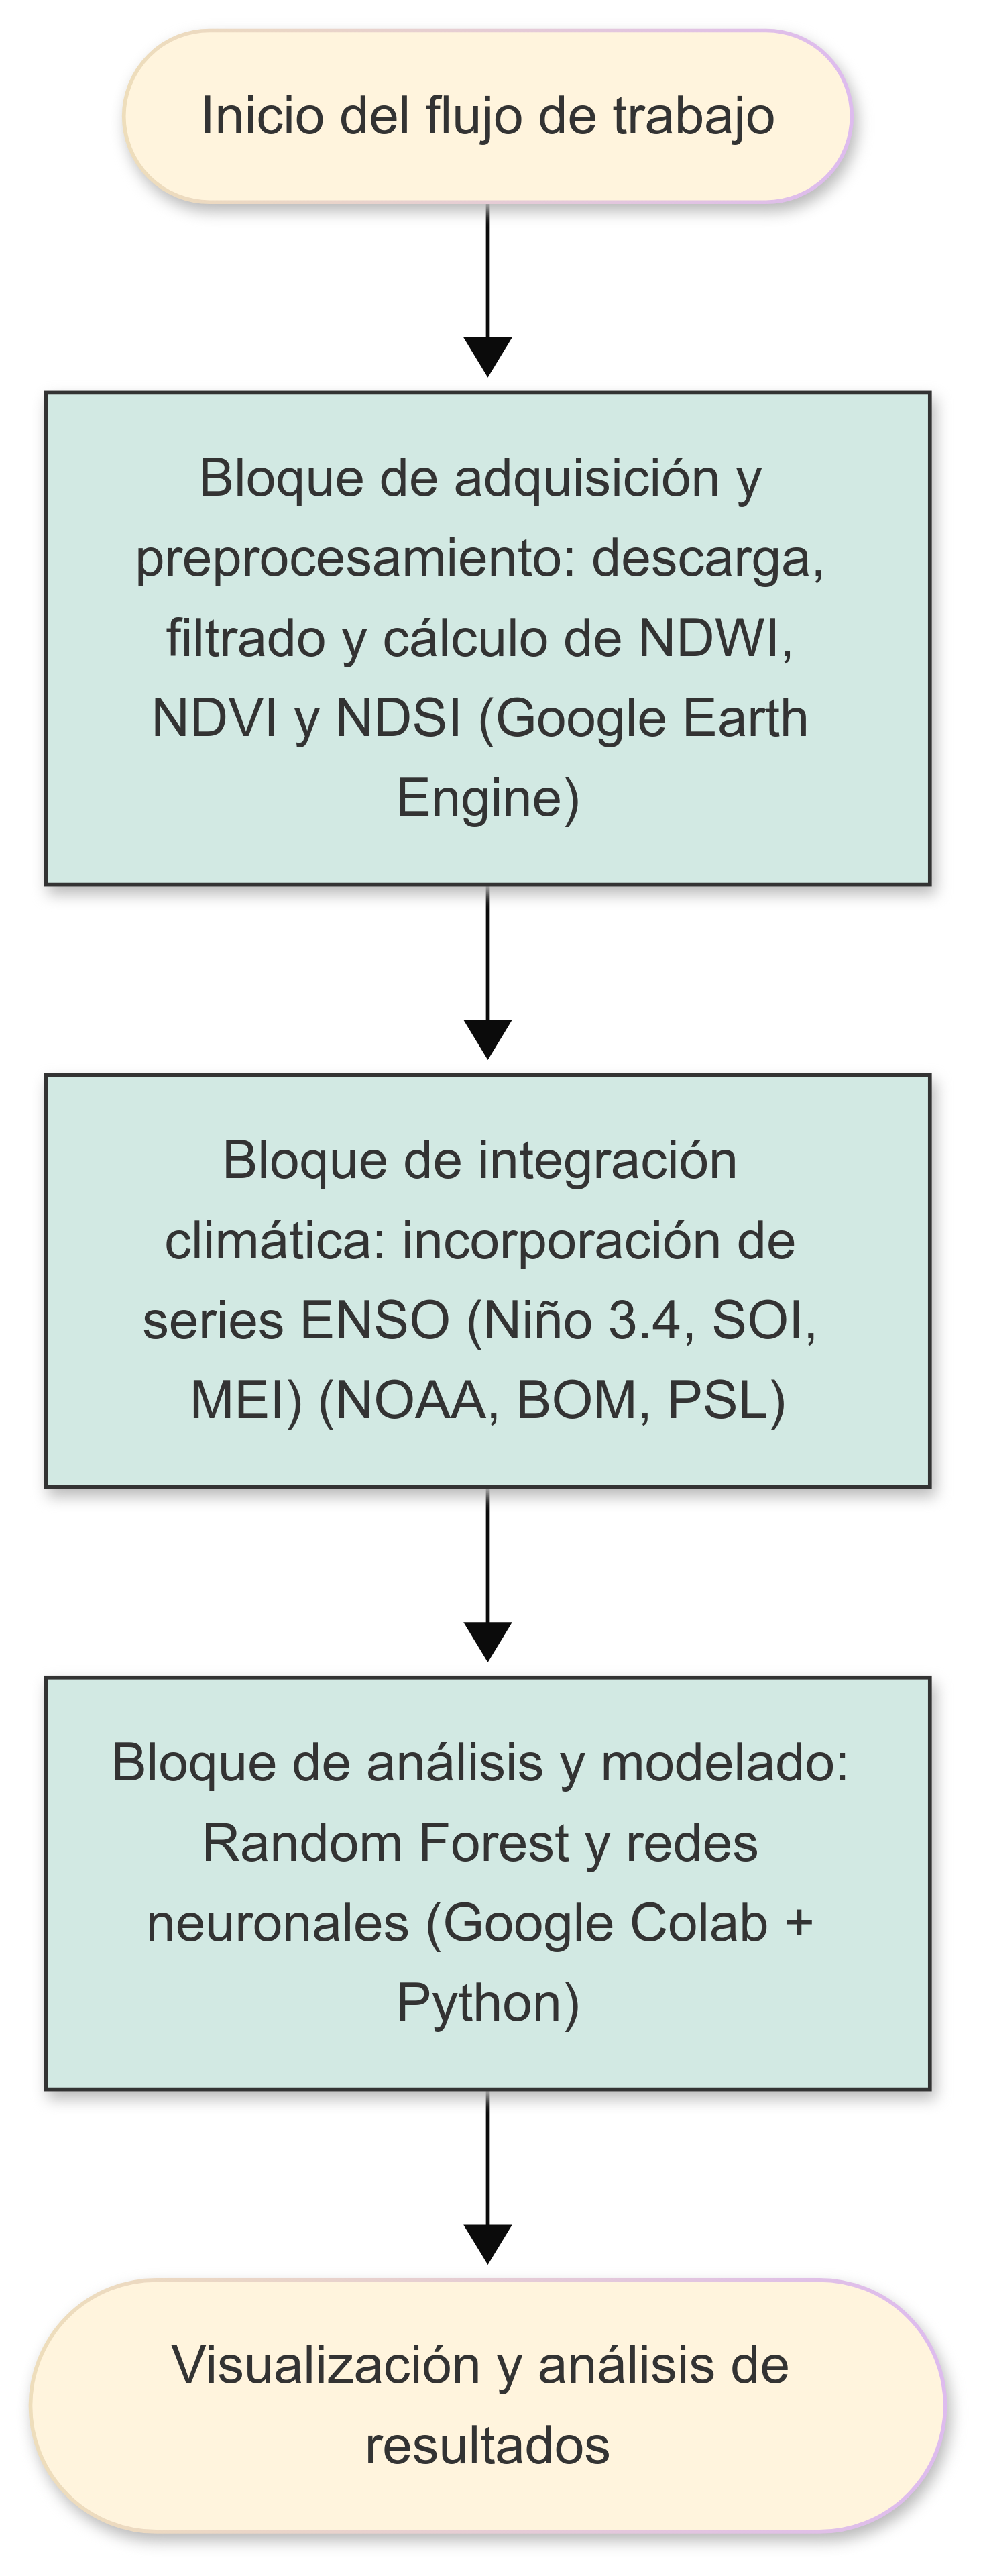 Inicio del flujo de trabajo
Bloque de adquisición y
preprocesamiento: descarga,
filtrado y cálculo de NDWI,
NDVI y NDSI (Google Earth
Engine)
Bloque de integración
climática: incorporación de
series ENSO (Niño 3.4, SOI,
MEI) (NOAA, BOM, PSL)
Bloque de análisis y modelado:
Random Forest y redes
neuronales (Google Colab +
Python)
Visualización y análisis de
resultados